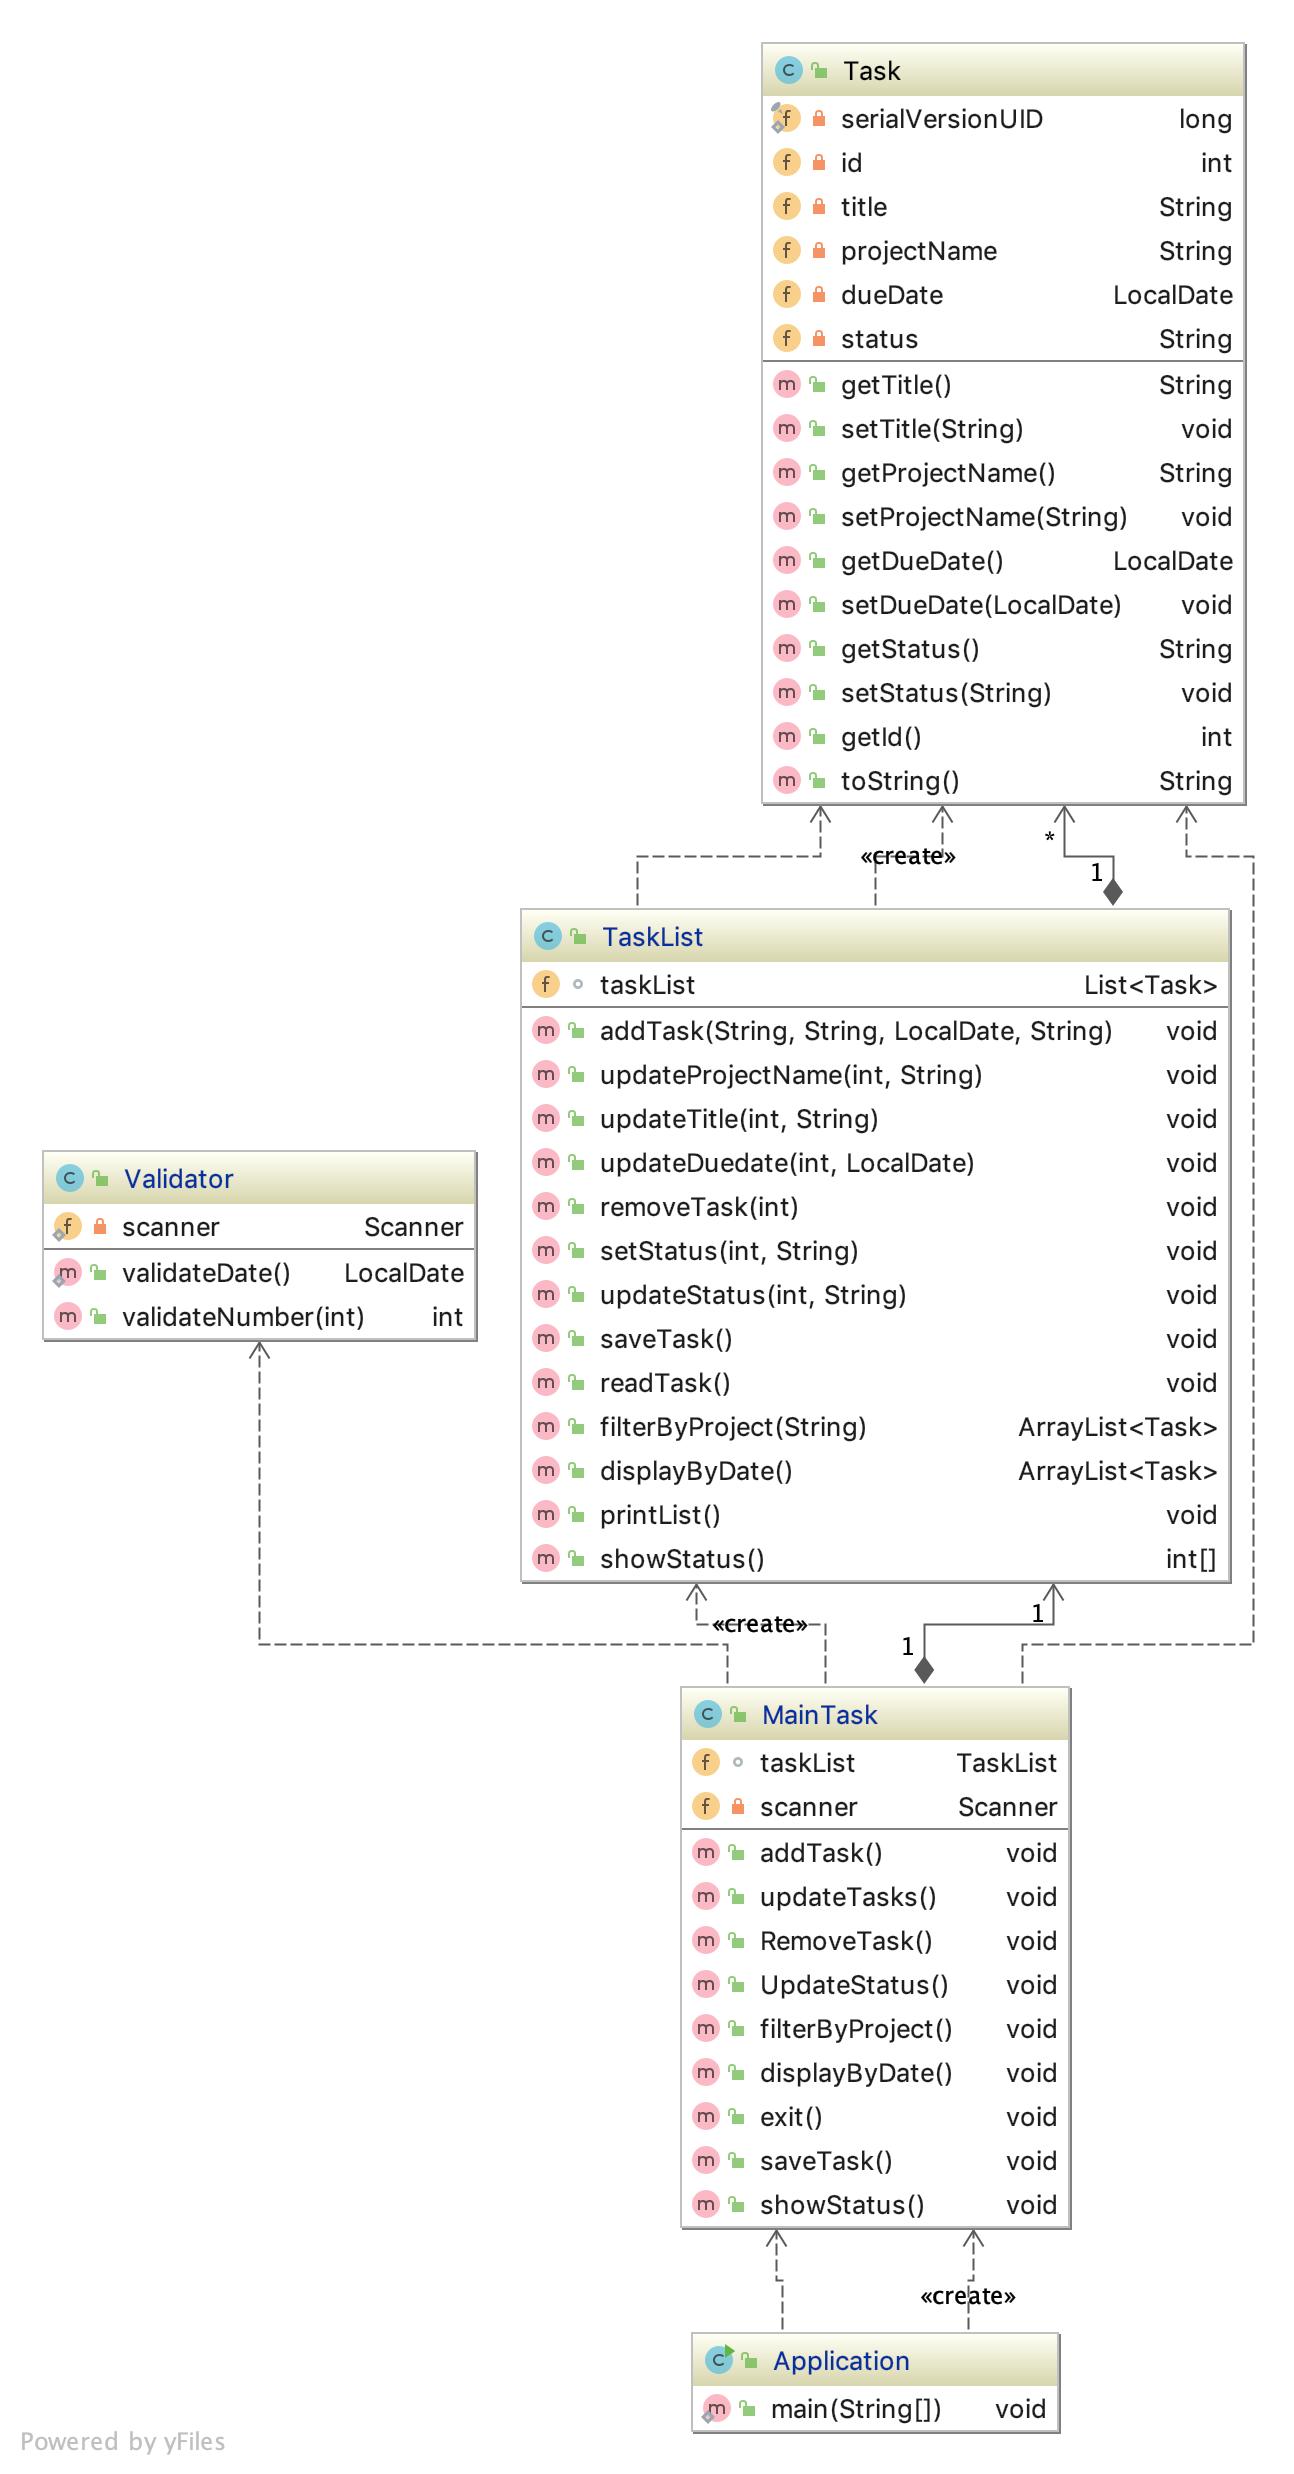 Task
serialVersionUID long
id int
title String
projectName String
dueDate LocalDate
status String
getTitle() String
setTitle(String) void
getProjectName() String
setProjectName(String) void
getDueDate() LocalDate
setDueDate(LocalDate) void
getStatus() String
setStatus(String) void
getId() int
toString() String
*
«create»
1
TaskList
taskList List<Task>
addTask(String, String, LocalDate, String) void
updateProjectName(int, String) void
updateTitle(int, String) void
updateDuedate(int, LocalDate) void
removeTask(int) void
setStatus(int, String) void
updateStatus(int, String) void
saveTask() void
readTask() void
filterByProject(String) ArrayList<Task>
displayByDate() ArrayList<Task>
printList() void
showStatus() int[]
Validator
scanner Scanner
validateDate() LocalDate
validateNumber(int) int
1
«create»
1
MainTask
taskList TaskList
scanner Scanner
addTask() void
updateTasks() void
RemoveTask() void
UpdateStatus() void
filterByProject() void
displayByDate() void
exit() void
saveTask() void
showStatus() void
«create»
Application
main(String[]) void
Powered by yFiles